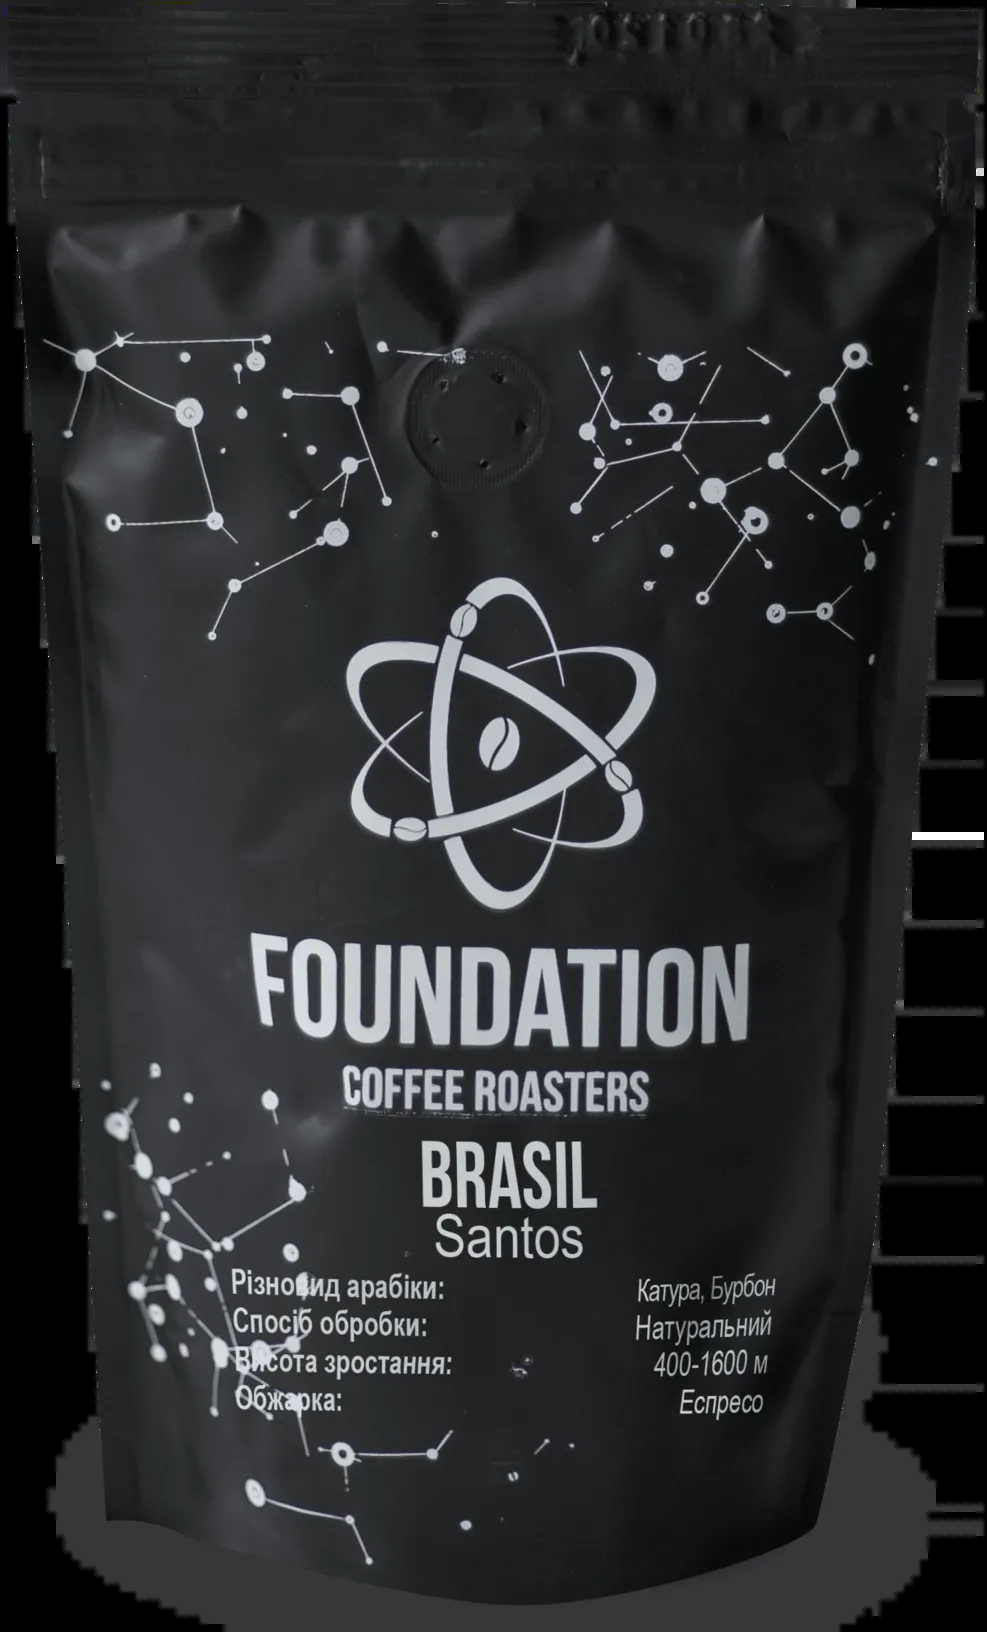 FOUNDATION
COFFEE ROASTERS
BRASIL
Santos
Різновид арабіки: Катура, Бурбон
Спосіб обробки: Натуральний
Висота зростання: 400-1600 м
Обжарка: Еспресо